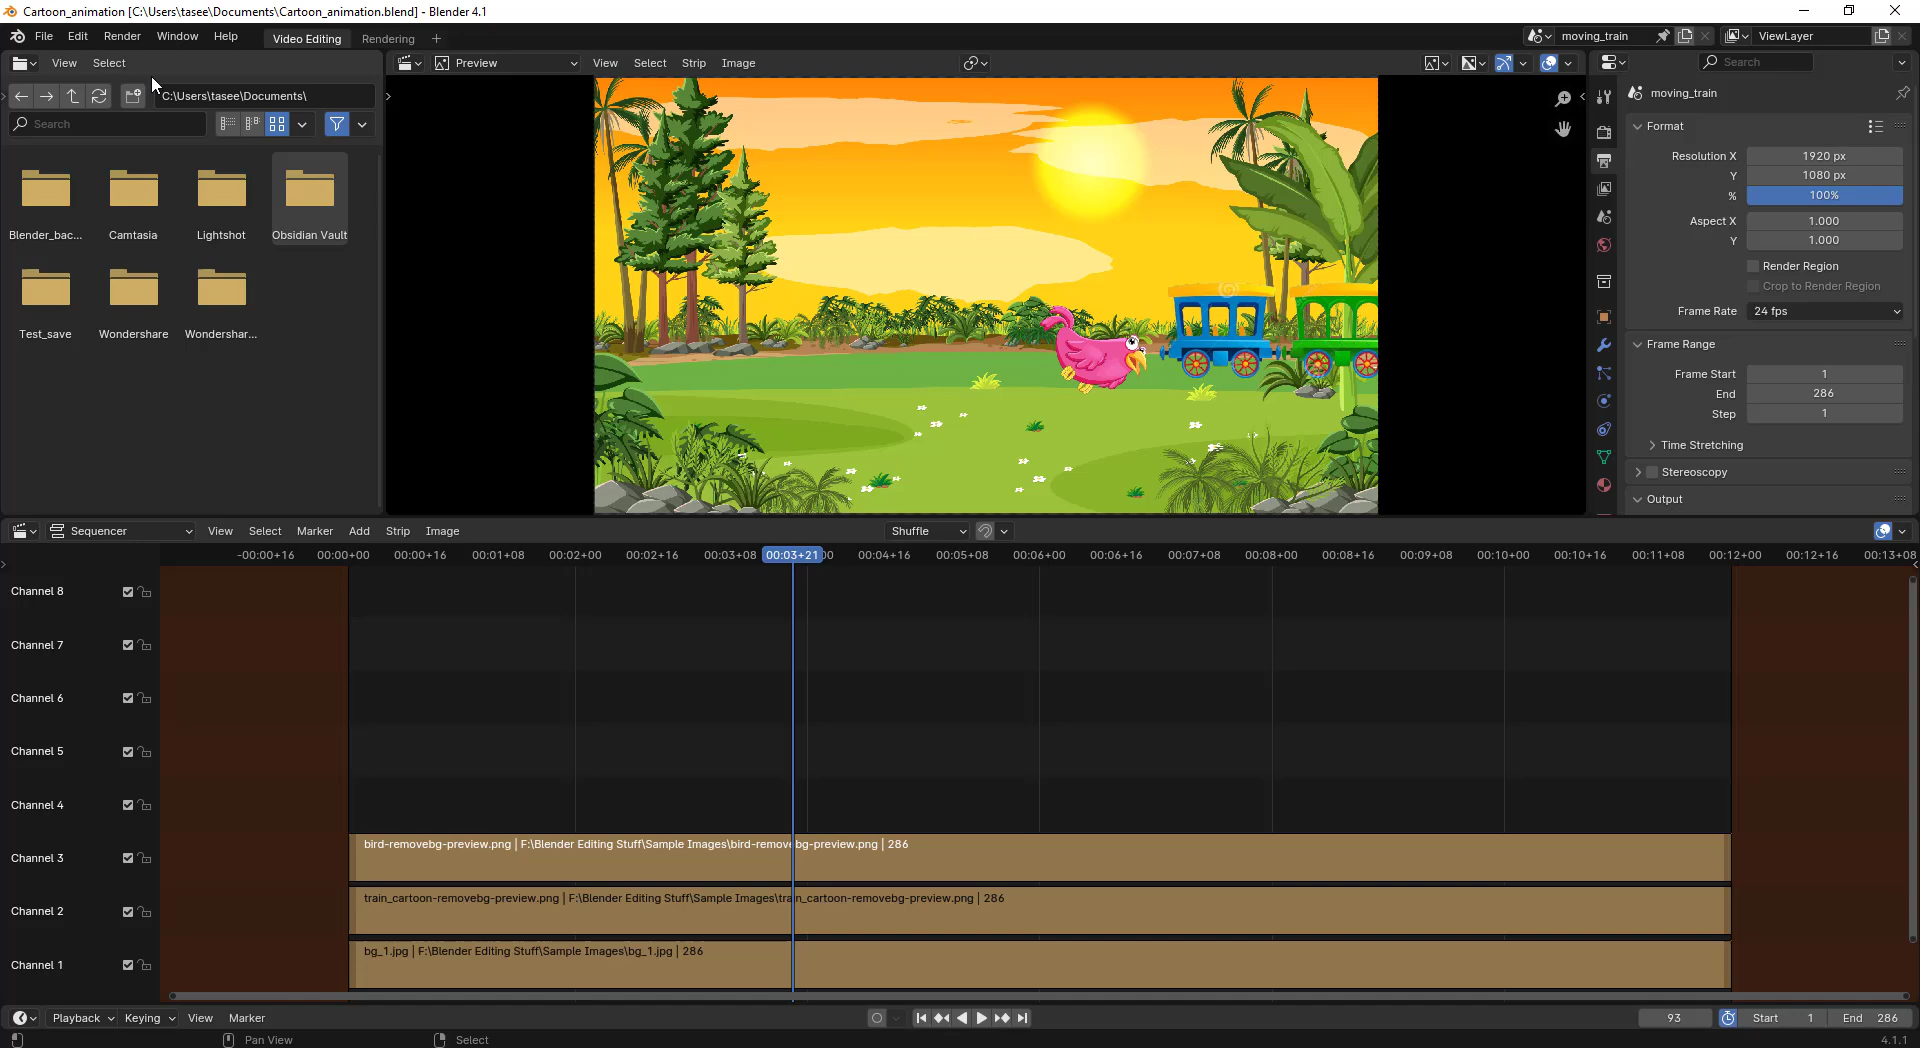 Cartoon_animation [C:\Users\tasee\Documents\Cartoon_animation.blend] - Blender 4.1
File Edit Render Window Help Video Editing Rendering + moving_train ViewLayer
View Select
Preview View Select Strip Image
Search
C:\Users\tasee\Documents\
moving_train
Search
Format
Blender_bac... Camtasia Lightshot Obsidian Vault
Test_save Wondershare Wondershar...
Resolution X 1920 px
Y 1080 px
% 100%
Aspect X 1.000
Y 1.000
Render Region
Crop to Render Region
Frame Rate 24 fps
Frame Range
Frame Start 1
End 286
Step 1
Time Stretching
Stereoscopy
Output
Sequencer View Select Marker Add Strip Image Shuffle
-00:00+16 00:00+00 00:00+16 00:01+08 00:02+00 00:02+16 00:03+08 00:03+21 00:04+16 00:05+08 00:06+00 00:06+16 00:07+08 00:08+00 00:08+16 00:09+08 00:10+00 00:10+16 00:11+08 00:12+00 00:12+16 00:13+08
Channel 8
Channel 7
Channel 6
Channel 5
Channel 4
bird-removebg-preview.png | F:\Blender Editing Stuff\Sample Images\bird-removebg-preview.png | 286
Channel 3
train_cartoon-removebg-preview.png | F:\Blender Editing Stuff\Sample Images\train_cartoon-removebg-preview.png | 286
Channel 2
bg_1.jpg | F:\Blender Editing Stuff\Sample Images\bg_1.jpg | 286
Channel 1
Playback Keying View Marker 93 Start 1 End 286
Pan View Select 4.1.1